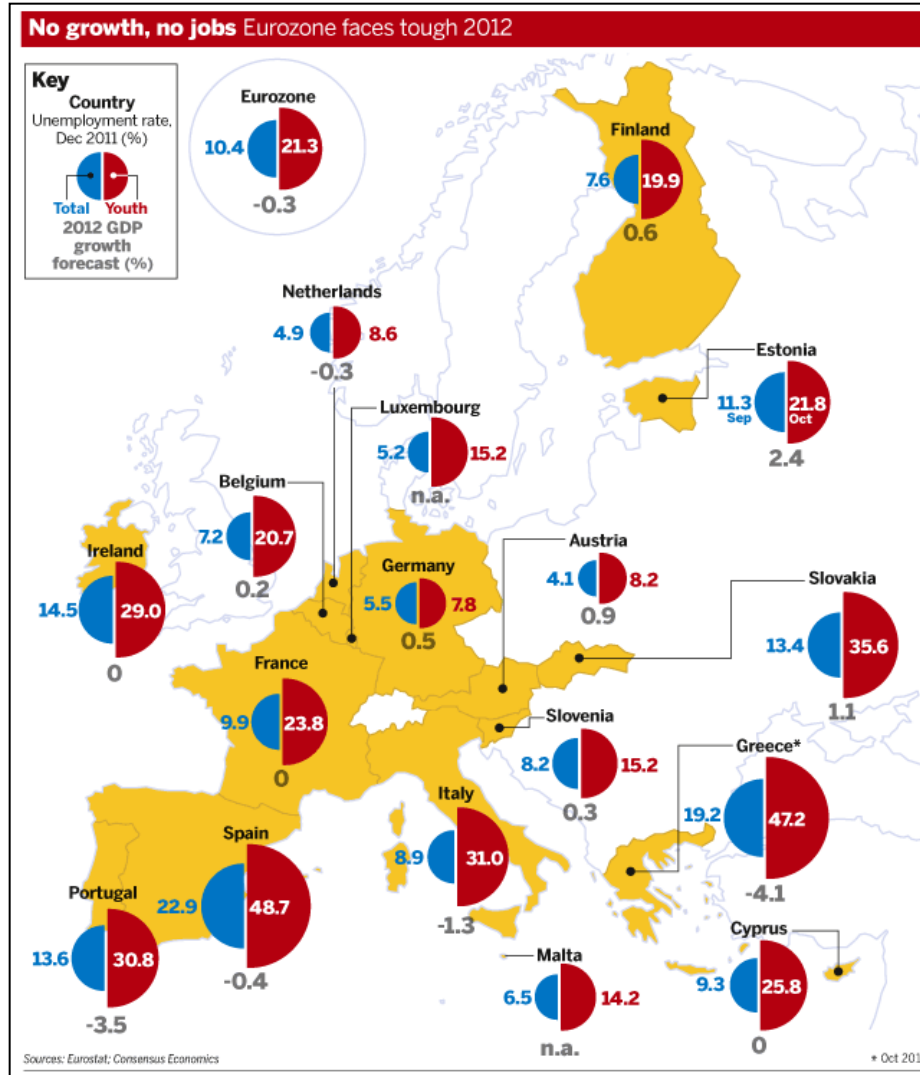 No growth, no jobs Eurozone faces tough 2012
Key
Country
Unemployment rate,
Dec 2011 (%)
Total Youth
2012 GDP
growth
forecast (%)
Eurozone
10.4 21.3
-0.3
Finland
7.6 19.9
0.6
Netherlands
4.9 8.6
-0.3
Estonia
11.3 21.8
Sep Oct
2.4
Luxembourg
5.2 15.2
n.a.
Belgium
7.2 20.7
0.2
Ireland
14.5 29.0
0
Germany
5.5 7.8
0.5
Austria
4.1 8.2
0.9
Slovakia
13.4 35.6
1.1
France
9.9 23.8
0
Slovenia
8.2 15.2
0.3
Greece*
19.2 47.2
-4.1
Italy
8.9 31.0
-1.3
Spain
22.9 48.7
-0.4
Portugal
13.6 30.8
-3.5
Malta
6.5 14.2
n.a.
Cyprus
9.3 25.8
0
Sources: Eurostat; Consensus Economics
* Oct 201